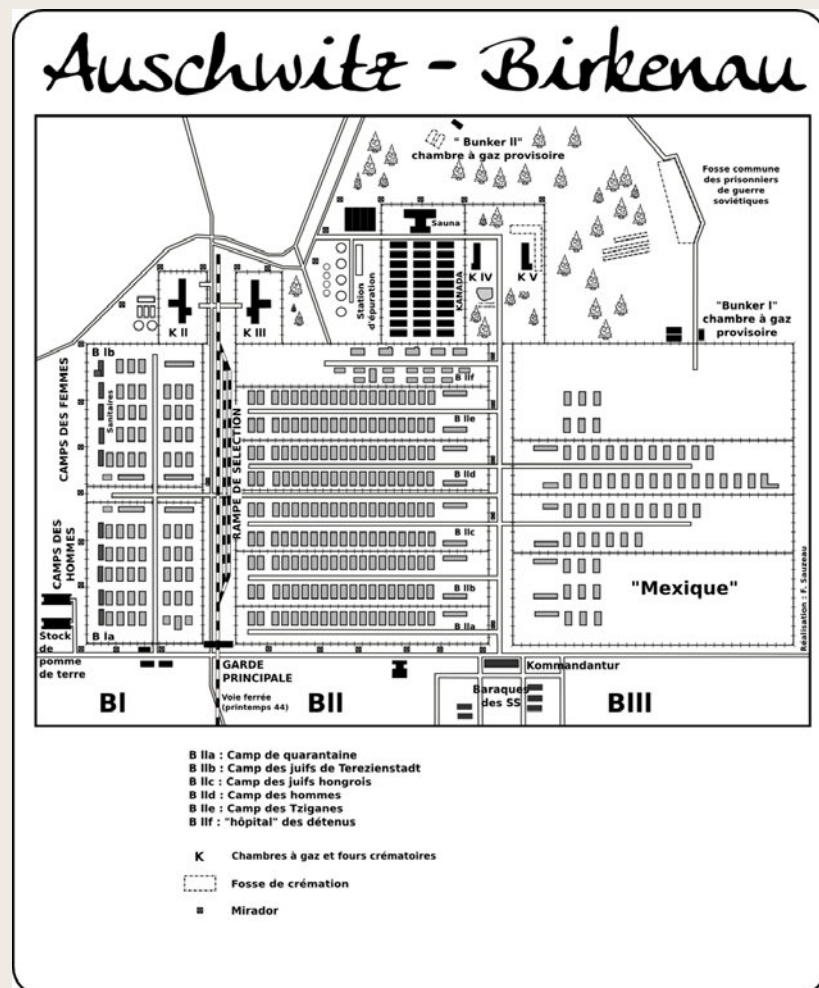 Auschwitz - Birkenau
" Bunker II"
chambre à gaz provisoire
Fosse commune
des prisonniers
de guerre
soviétiques
Sauna
K IV
K V
KANADA
Station
d'épuration
"Bunker I"
chambre à gaz
provisoire
K II
K III
B Ib
CAMPS DES FEMMES
Sanitaires
RAMPE DE SELECTION
B IIf
B IIe
B IId
B IIc
B IIb
B IIa
CAMPS DES
HOMMES
B Ia
"Mexique"
Réalisation : F. Sauzeau
Stock
de
pomme
de terre
GARDE
PRINCIPALE
Voie ferrée
(printemps 44)
Kommandantur
Baraques
des SS
BI
BII
BIII
B IIa : Camp de quarantaine
B IIb : Camp des juifs de Terezienstadt
B IIc : Camp des juifs hongrois
B IId : Camp des hommes
B IIe : Camp des Tziganes
B IIf : "hôpital" des détenus
K Chambres à gaz et fours crématoires
Fosse de crémation
Mirador